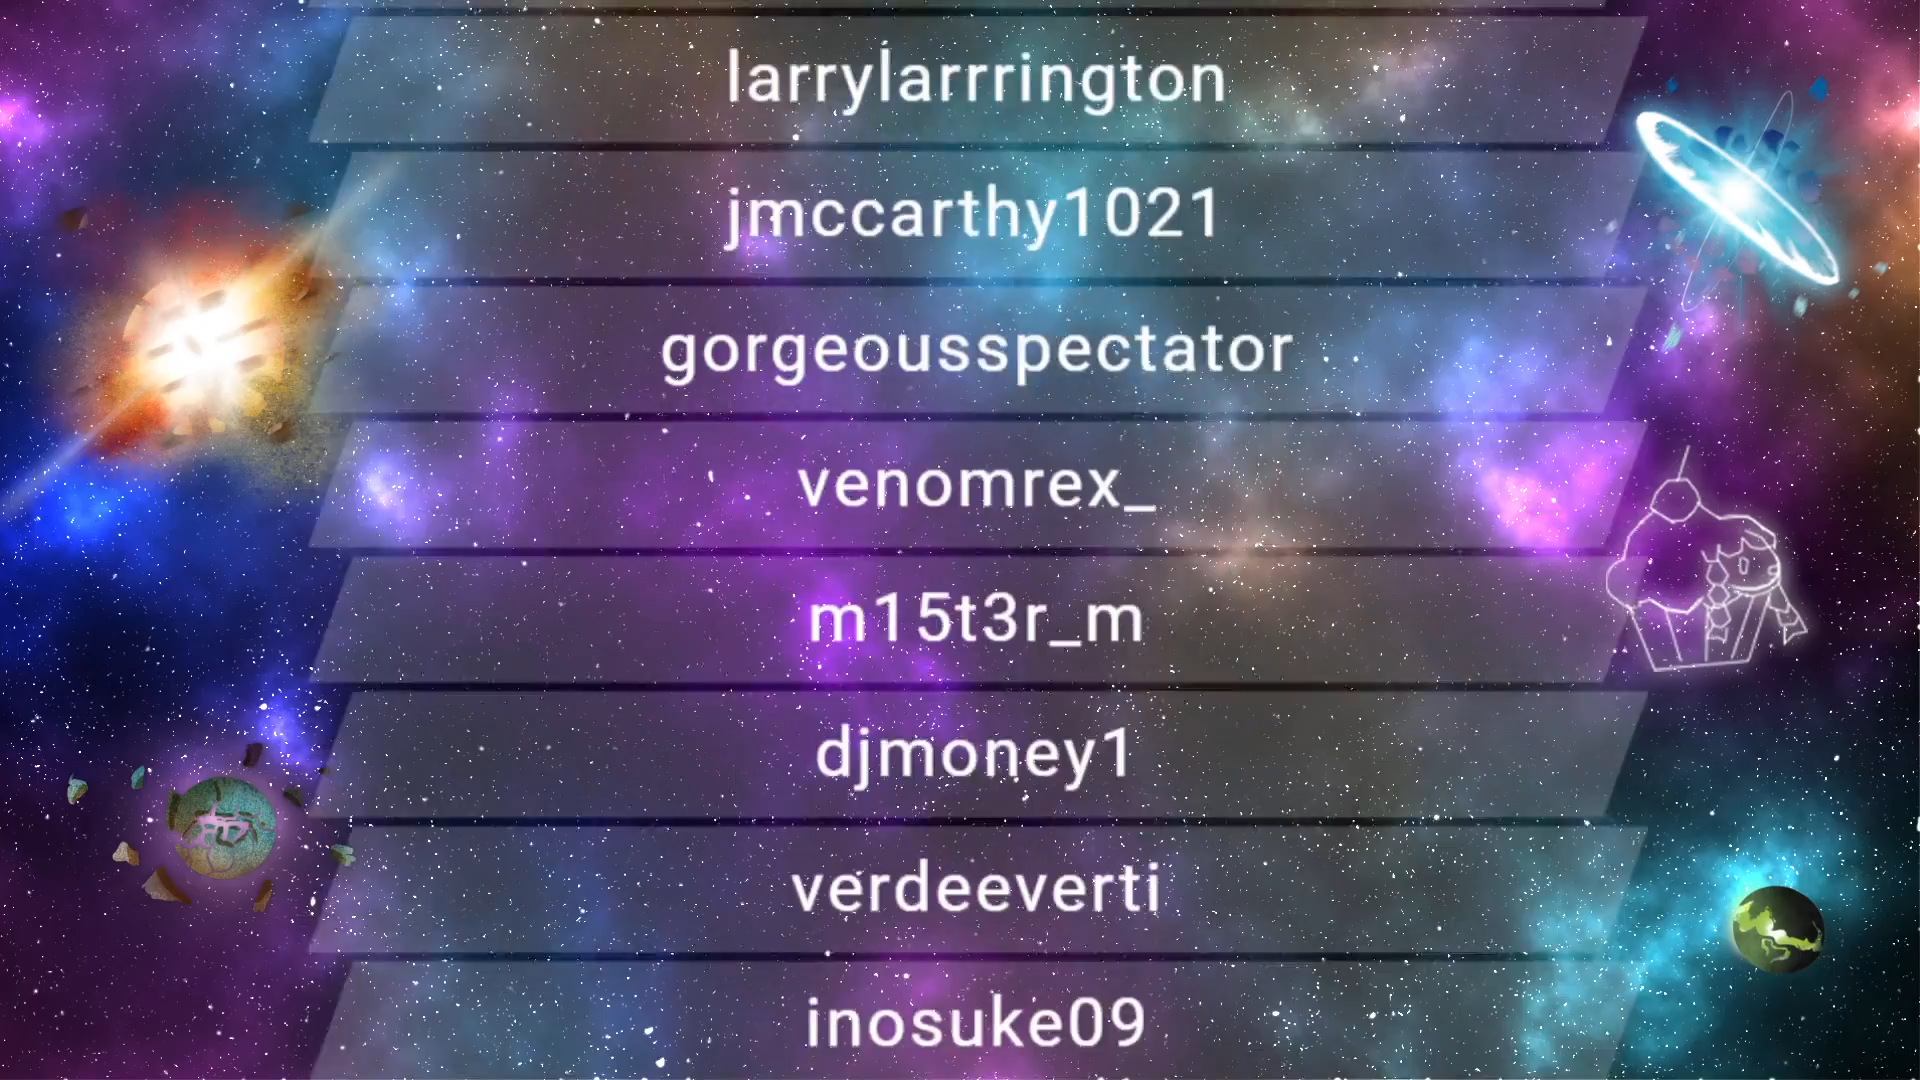 larrylarrrington
jmccarthy1021
gorgeousspectator
venomrex_
m15t3r_m
djmoney1
verdeeverti
inosuke09